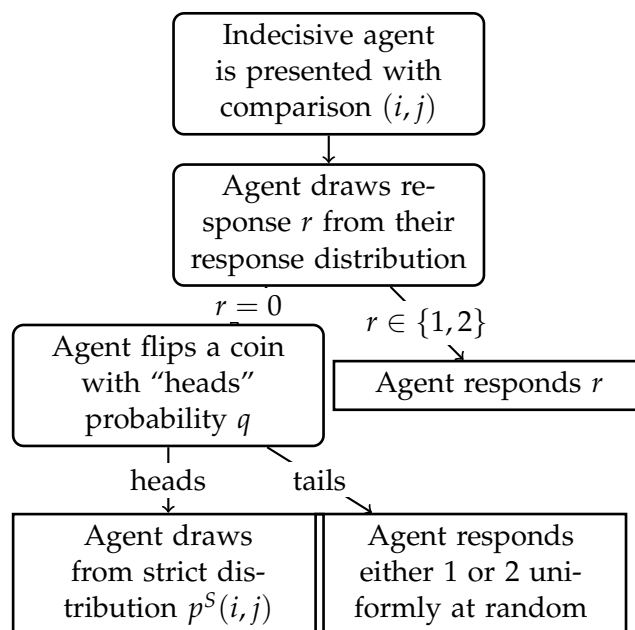 Indecisive agent
is presented with
comparison (i, j)
Agent draws re-
sponse r from their
response distribution
r = 0
r ∈ {1, 2}
Agent flips a coin
with “heads”
probability q
Agent responds r
heads
tails
Agent draws
from strict dis-
tribution p^S(i, j)
Agent responds
either 1 or 2 uni-
formly at random